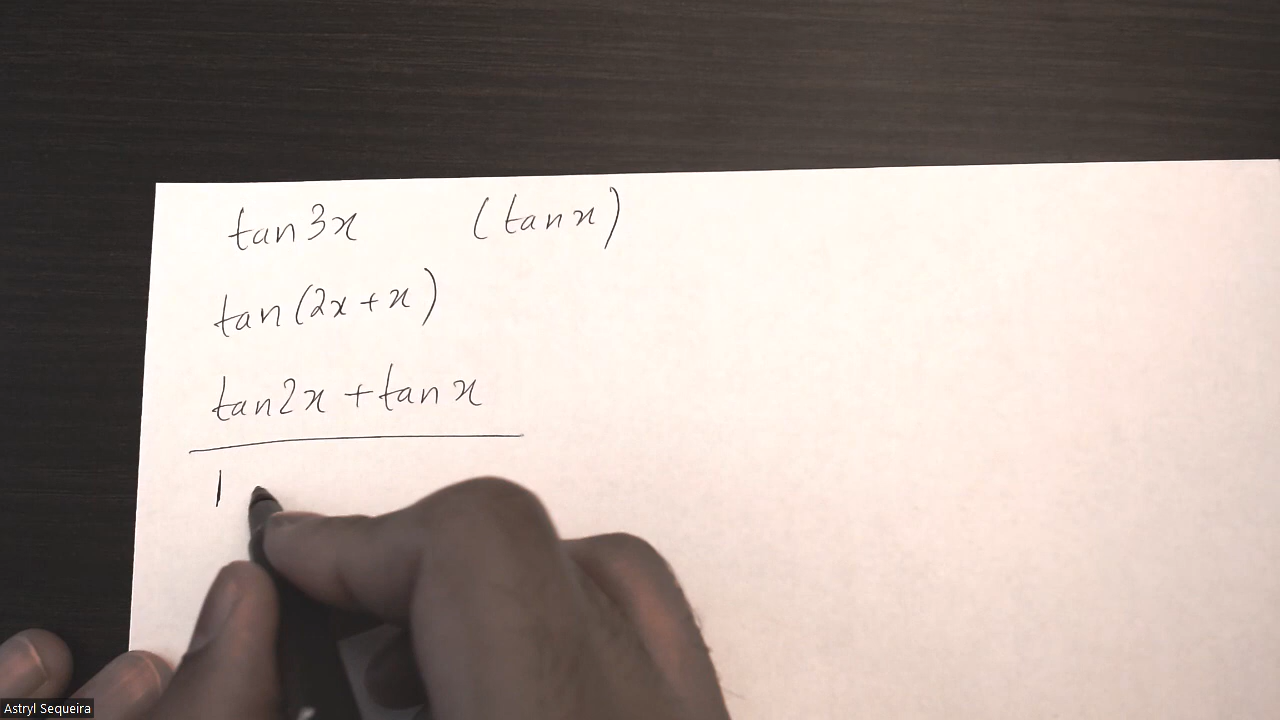 tan3x (tanx)
tan(2x+x)
tan2x + tanx
1
Astryl Sequeira